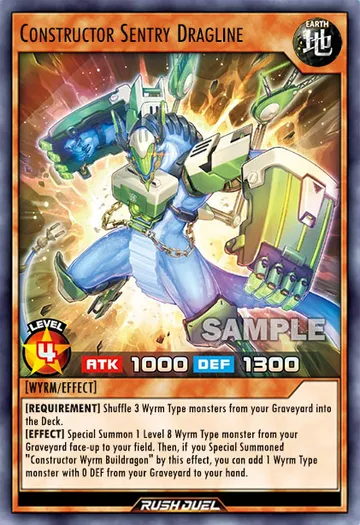 CONSTRUCTOR SENTRY DRAGLINE
EARTH
地
SAMPLE
LEVEL
4
ATK 1000 DEF 1300
[WYRM/EFFECT]
[REQUIREMENT] Shuffle 3 Wyrm Type monsters from your Graveyard into
the Deck.
[EFFECT] Special Summon 1 Level 8 Wyrm Type monster from your
Graveyard face-up to your field. Then, if you Special Summoned
"Constructor Wyrm Buildragon" by this effect, you can add 1 Wyrm Type
monster with 0 DEF from your Graveyard to your hand.
RUSH DUEL